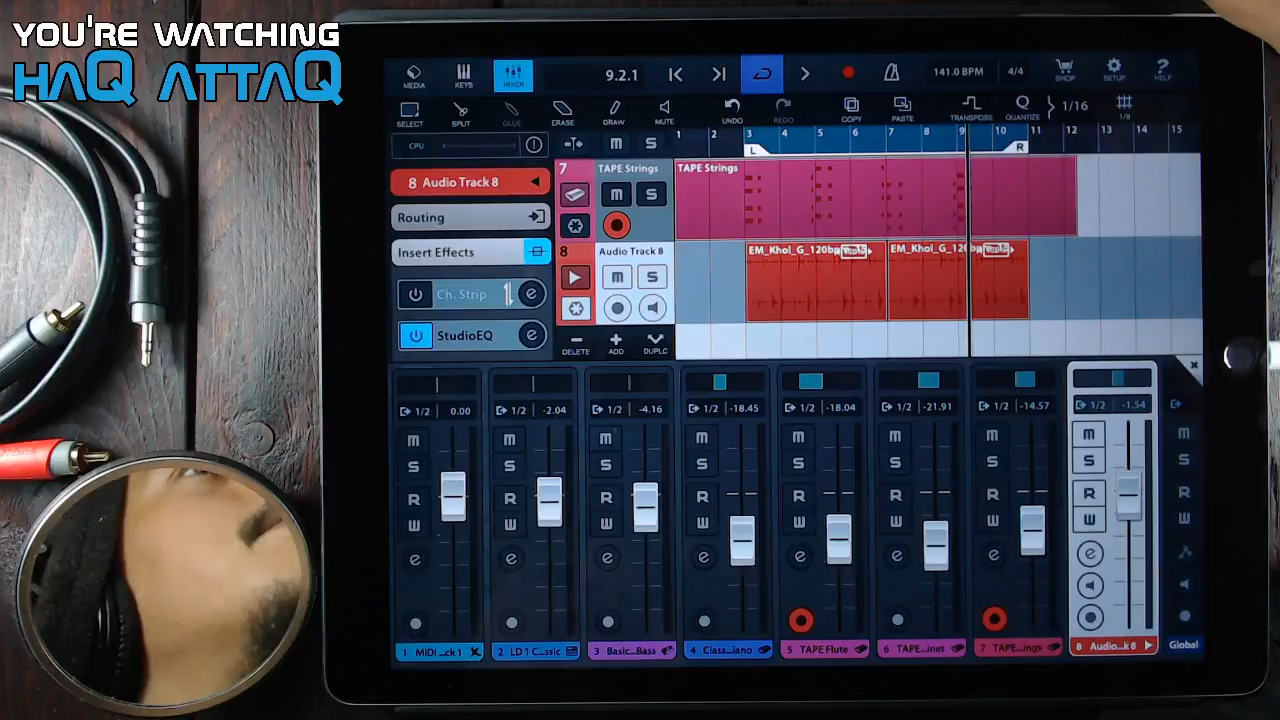 YOU'RE WATCHING
HAQ ATTAQ
MEDIA
KEYS
MIXER
9.2.1
141.0 BPM
4/4
SHOP
SETUP
HELP
SELECT
SPLIT
GLUE
ERASE
DRAW
MUTE
UNDO
REDO
COPY
PASTE
TRANSPOSE
QUANTIZE
1/16
1/8
CPU
M S
1 2 3 4 5 6 7 8 9 10 11 12 13 14 15
L R
8 Audio Track 8
Routing
Insert Effects
Ch. Strip e
StudioEQ e
7 TAPE Strings
M S
TAPE Strings
8 Audio Track 8
M S
EM_Khol_G_120bp
EM_Khol_G_120
DELETE
ADD
DUPLC
1/2 0.00
1/2 -2.04
1/2 -4.16
1/2 -18.45
1/2 -18.04
1/2 -21.91
1/2 -14.57
1/2 -1.54
M M M M M M M M M
S S S S S S S S S
R R R R R R R R R
W W W W W W W W W
e e e e e e e e
1 MIDI ...ck 1
2 LD 1 C...ssic
3 Basic...Bass
4 Class...iano
5 TAPE Flute
6 TAPE...inet
7 TAPE...ings
8 Audio...k 8
Global